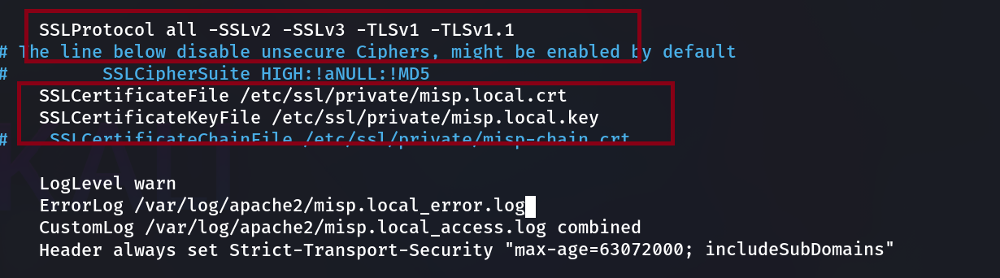 SSLProtocol all -SSLv2 -SSLv3 -TLSv1 -TLSv1.1
# The line below disable unsecure Ciphers, might be enabled by default
# SSLCipherSuite HIGH:!aNULL:!MD5
SSLCertificateFile /etc/ssl/private/misp.local.crt
SSLCertificateKeyFile /etc/ssl/private/misp.local.key
# SSLCertificateChainFile /etc/ssl/private/misp-chain.crt
LogLevel warn
ErrorLog /var/log/apache2/misp.local_error.log
CustomLog /var/log/apache2/misp.local_access.log combined
Header always set Strict-Transport-Security "max-age=63072000; includeSubDomains"